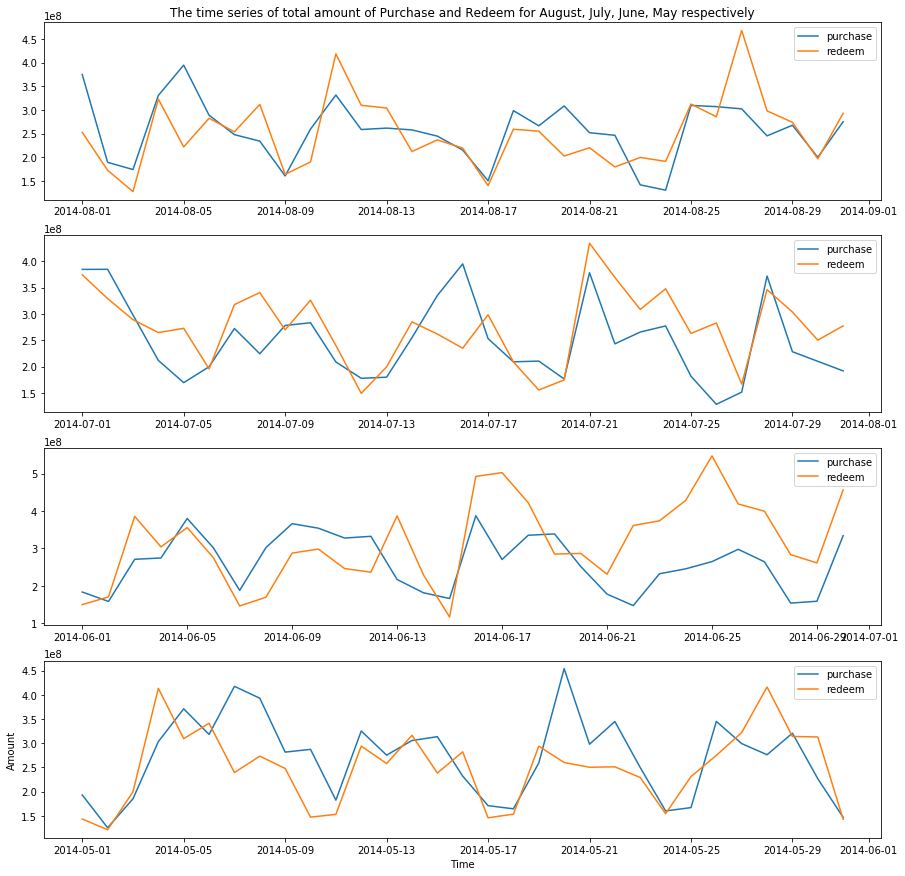 The time series of total amount of Purchase and Redeem for August, July, June, May respectively
1e8
purchase
redeem
4.5
4.0
3.5
3.0
2.5
2.0
1.5
2014-08-01 2014-08-05 2014-08-09 2014-08-13 2014-08-17 2014-08-21 2014-08-25 2014-08-29 2014-09-01
1e8
purchase
redeem
4.0
3.5
3.0
2.5
2.0
1.5
2014-07-01 2014-07-05 2014-07-09 2014-07-13 2014-07-17 2014-07-21 2014-07-25 2014-07-29 2014-08-01
1e8
purchase
redeem
5
4
3
2
1
2014-06-01 2014-06-05 2014-06-09 2014-06-13 2014-06-17 2014-06-21 2014-06-25 2014-06-29 2014-07-01
1e8
purchase
redeem
4.5
4.0
3.5
3.0
2.5
2.0
1.5
Amount
2014-05-01 2014-05-05 2014-05-09 2014-05-13 2014-05-17 2014-05-21 2014-05-25 2014-05-29 2014-06-01
Time